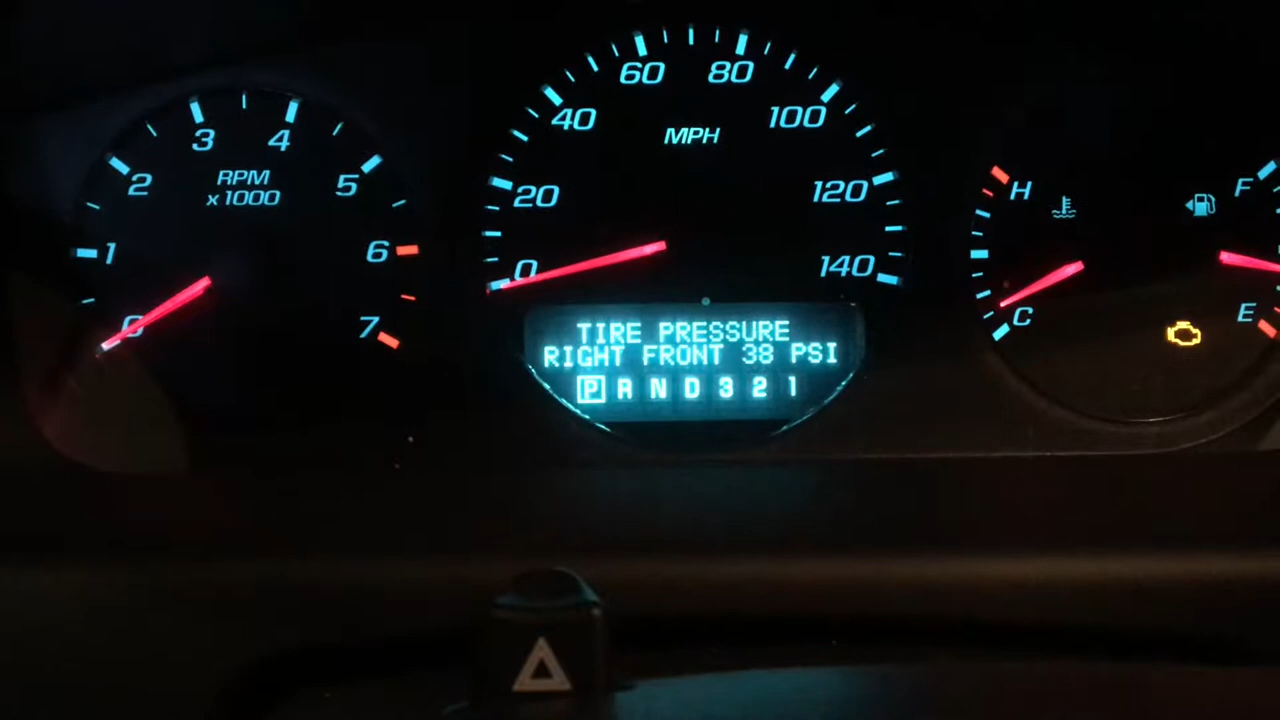 0 1 2 3 4 5 6 7
RPM
x1000
0 20 40 60 80 100 120 140
MPH
TIRE PRESSURE
RIGHT FRONT 38 PSI
P R N D 3 2 1
H
C
F
E